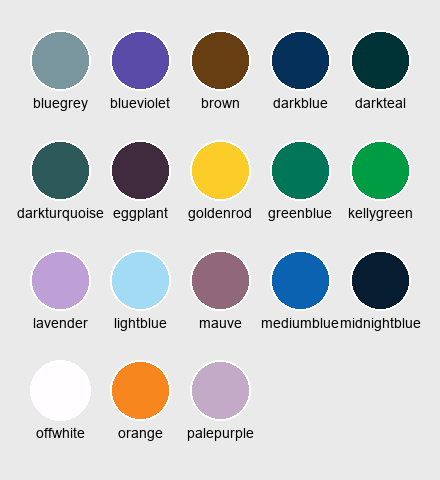 bluegrey blueviolet brown darkblue darkteal
darkturquoise eggplant goldenrod greenblue kellygreen
lavender lightblue mauve mediumblue midnightblue
offwhite orange palepurple